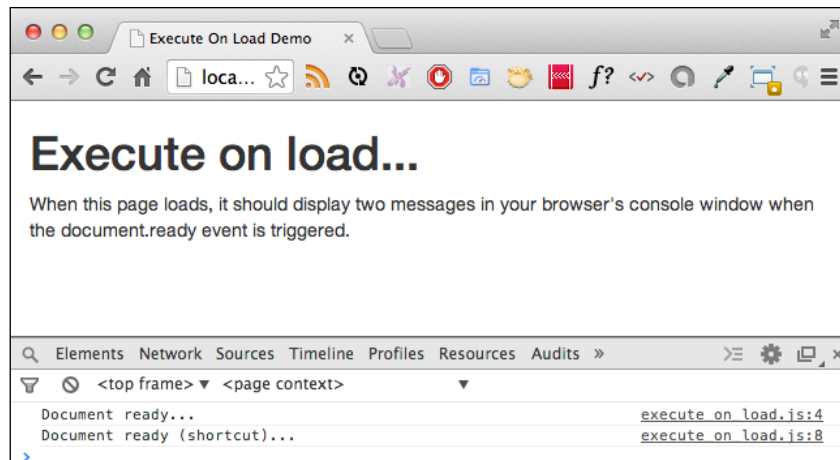 Execute On Load Demo
loca...
f?
Execute on load...
When this page loads, it should display two messages in your browser's console window when
the document.ready event is triggered.
Elements Network Sources Timeline Profiles Resources Audits »
<top frame> ▼ <page context> ▼
Document ready... execute_on_load.js:4
Document ready (shortcut)... execute_on_load.js:8